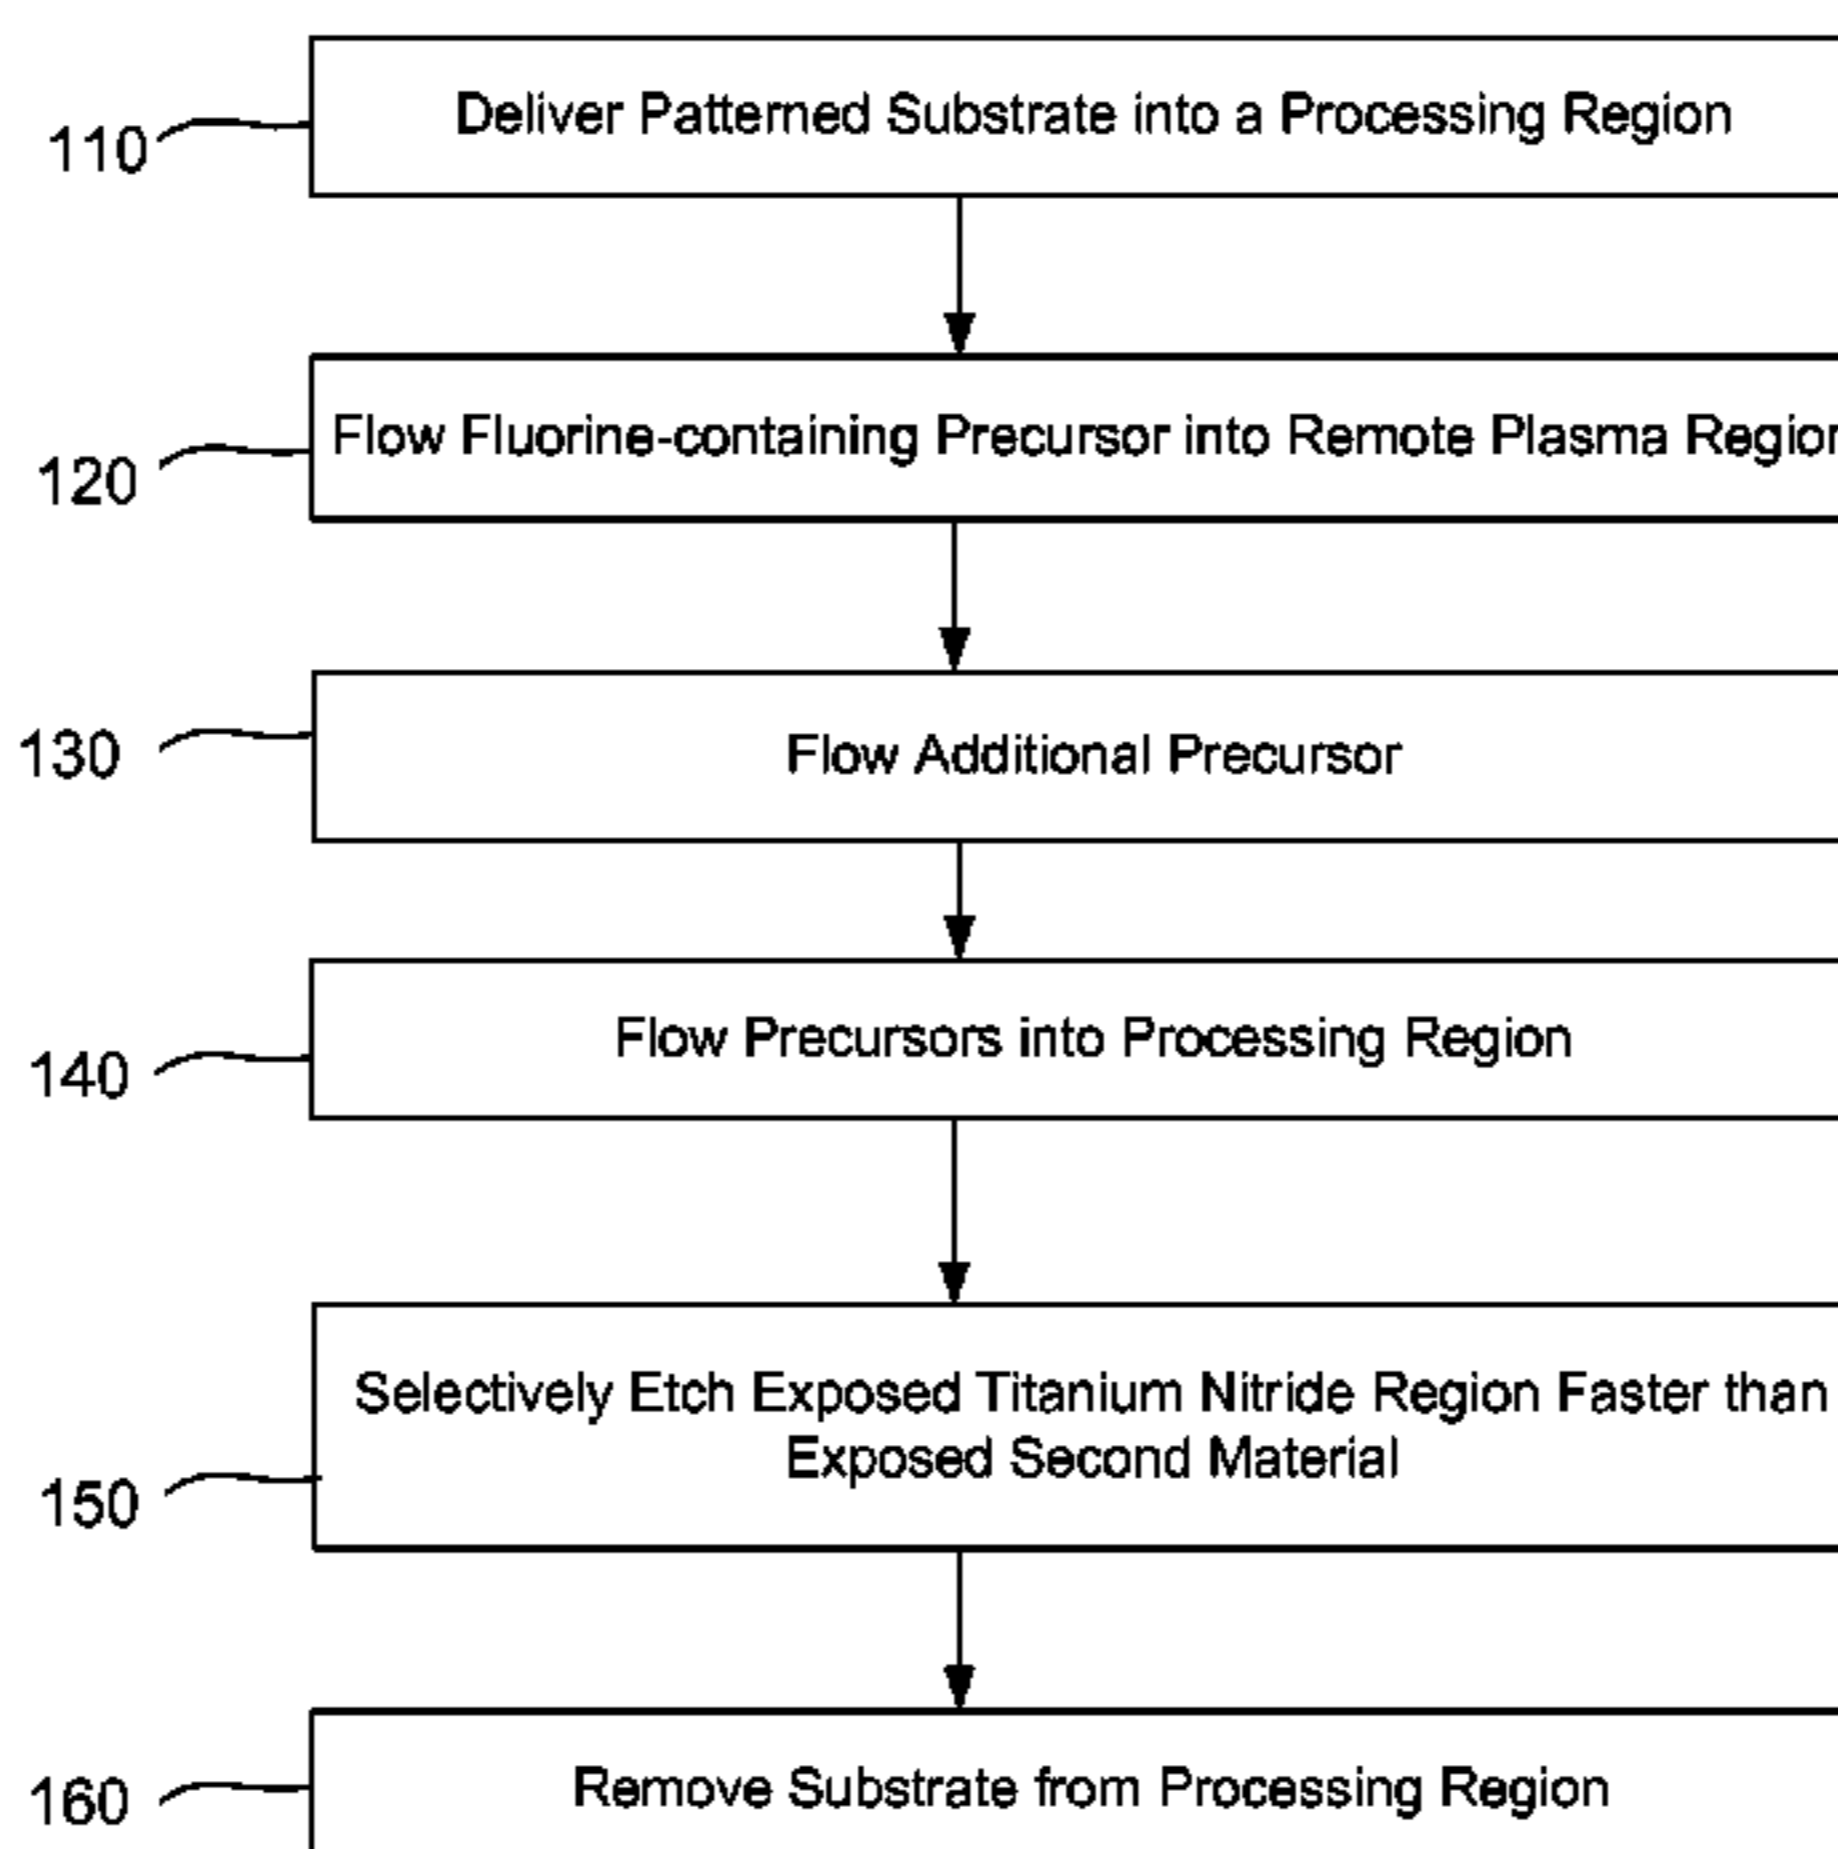 110
Deliver Patterned Substrate into a Processing Region
120
Flow Fluorine-containing Precursor into Remote Plasma Region
130
Flow Additional Precursor
140
Flow Precursors into Processing Region
150
Selectively Etch Exposed Titanium Nitride Region Faster than
Exposed Second Material
160
Remove Substrate from Processing Region